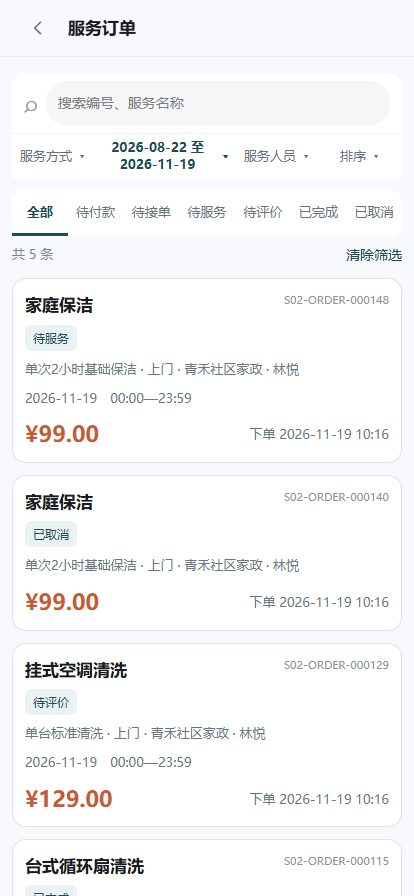 服务订单
搜索编号、服务名称
服务方式
2026-08-22 至
2026-11-19
服务人员
排序
全部 待付款 待接单 待服务 待评价 已完成 已取消
共 5 条 清除筛选
家庭保洁 S02-ORDER-000148
待服务
单次2小时基础保洁 · 上门 · 青禾社区家政 · 林悦
2026-11-19 00:00—23:59
¥99.00 下单 2026-11-19 10:16
家庭保洁 S02-ORDER-000140
已取消
单次2小时基础保洁 · 上门 · 青禾社区家政 · 林悦
¥99.00 下单 2026-11-19 10:16
挂式空调清洗 S02-ORDER-000129
待评价
单台标准清洗 · 上门 · 青禾社区家政 · 林悦
2026-11-19 00:00—23:59
¥129.00 下单 2026-11-19 10:16
台式循环扇清洗 S02-ORDER-000115